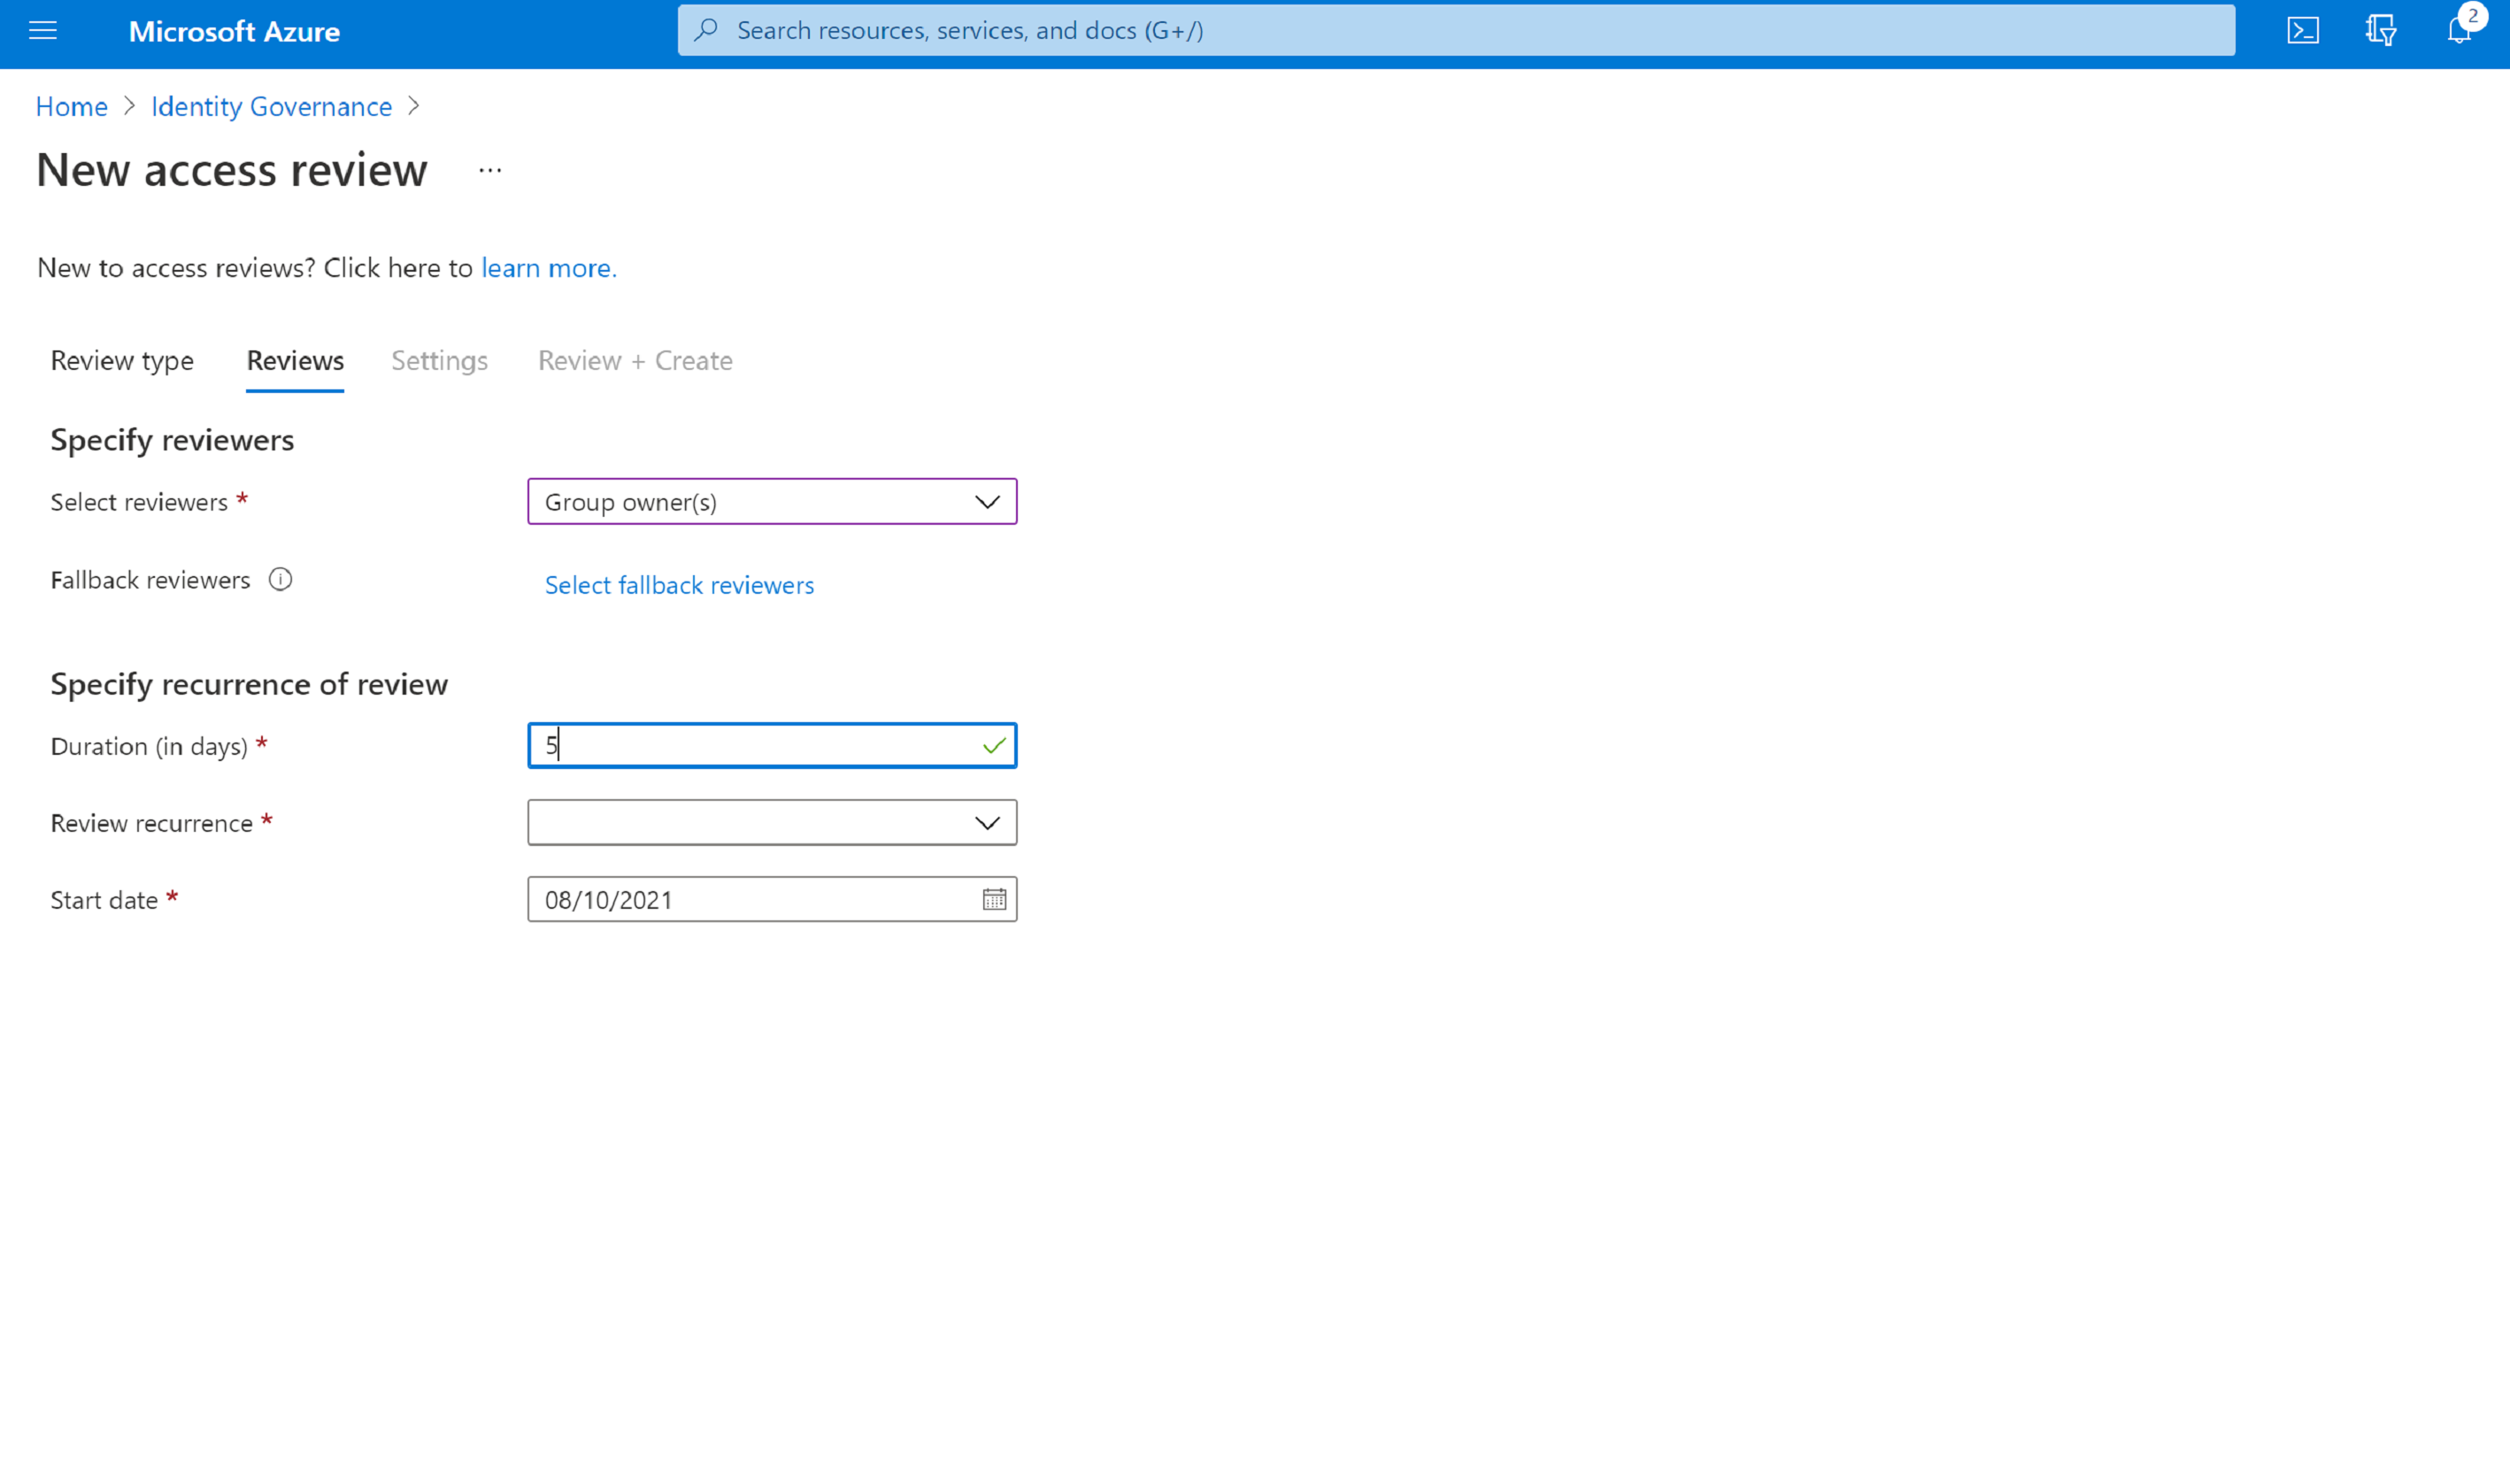 Microsoft Azure
Search resources, services, and docs (G+/)
2
Home > Identity Governance >
New access review ...
New to access reviews? Click here to learn more.
Review type Reviews Settings Review + Create
Specify reviewers
Select reviewers * Group owner(s)
Fallback reviewers Select fallback reviewers
Specify recurrence of review
Duration (in days) * 5
Review recurrence *
Start date * 08/10/2021